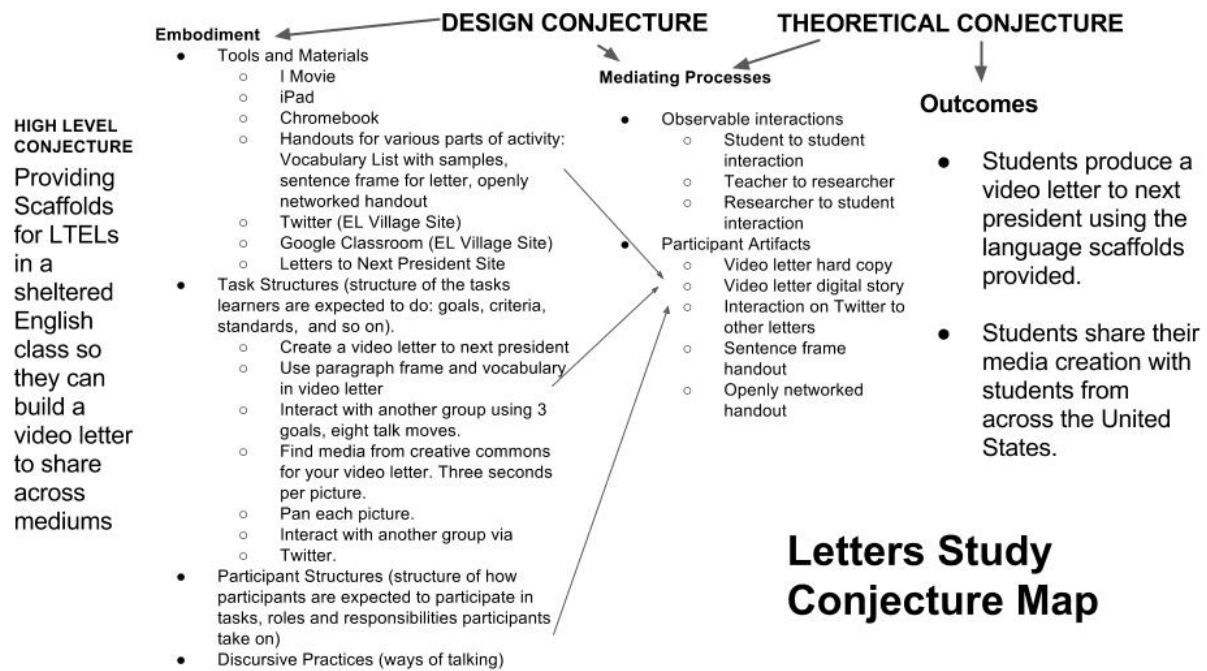 DESIGN CONJECTURE
THEORETICAL CONJECTURE
HIGH LEVEL
CONJECTURE
Providing
Scaffolds
for LTELs
in a
sheltered
English
class so
they can
build a
video letter
to share
across
mediums
Embodiment
● Tools and Materials
○ I Movie
○ iPad
○ Chromebook
○ Handouts for various parts of activity:
Vocabulary List with samples,
sentence frame for letter, openly
networked handout
○ Twitter (EL Village Site)
○ Google Classroom (EL Village Site)
○ Letters to Next President Site
● Task Structures (structure of the tasks
learners are expected to do: goals, criteria,
standards, and so on).
○ Create a video letter to next president
○ Use paragraph frame and vocabulary
in video letter
○ Interact with another group using 3
goals, eight talk moves.
○ Find media from creative commons
for your video letter. Three seconds
per picture.
○ Pan each picture.
○ Interact with another group via
○ Twitter.
● Participant Structures (structure of how
participants are expected to participate in
tasks, roles and responsibilities participants
take on)
● Discursive Practices (ways of talking)
Mediating Processes
● Observable interactions
○ Student to student
interaction
○ Teacher to researcher
○ Researcher to student
interaction
● Participant Artifacts
○ Video letter hard copy
○ Video letter digital story
○ Interaction on Twitter to
other letters
○ Sentence frame
handout
○ Openly networked
handout
Outcomes
● Students produce a
video letter to next
president using the
language scaffolds
provided.
● Students share their
media creation with
students from
across the United
States.
Letters Study
Conjecture Map